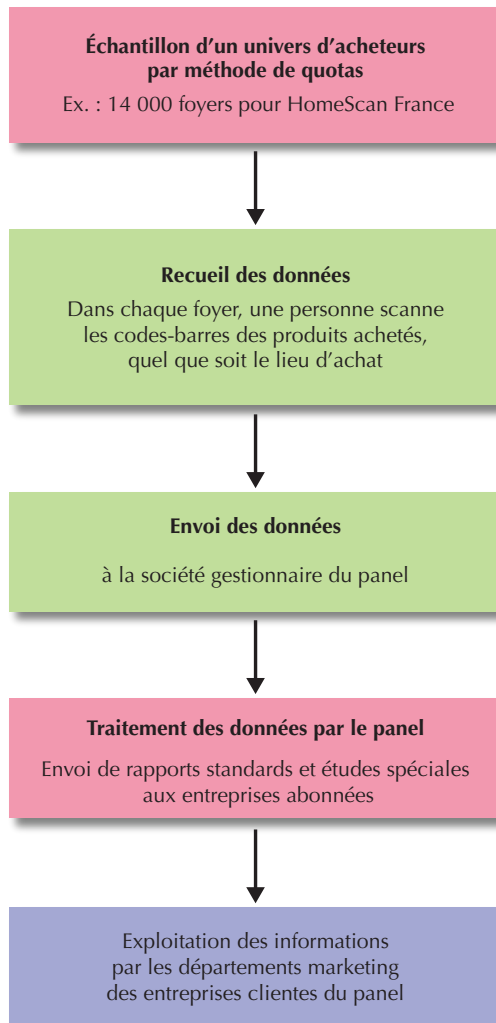 Échantillon d’un univers d’acheteurs
par méthode de quotas
Ex. : 14 000 foyers pour HomeScan France
Recueil des données
Dans chaque foyer, une personne scanne
les codes-barres des produits achetés,
quel que soit le lieu d’achat
Envoi des données
à la société gestionnaire du panel
Traitement des données par le panel
Envoi de rapports standards et études spéciales
aux entreprises abonnées
Exploitation des informations
par les départements marketing
des entreprises clientes du panel